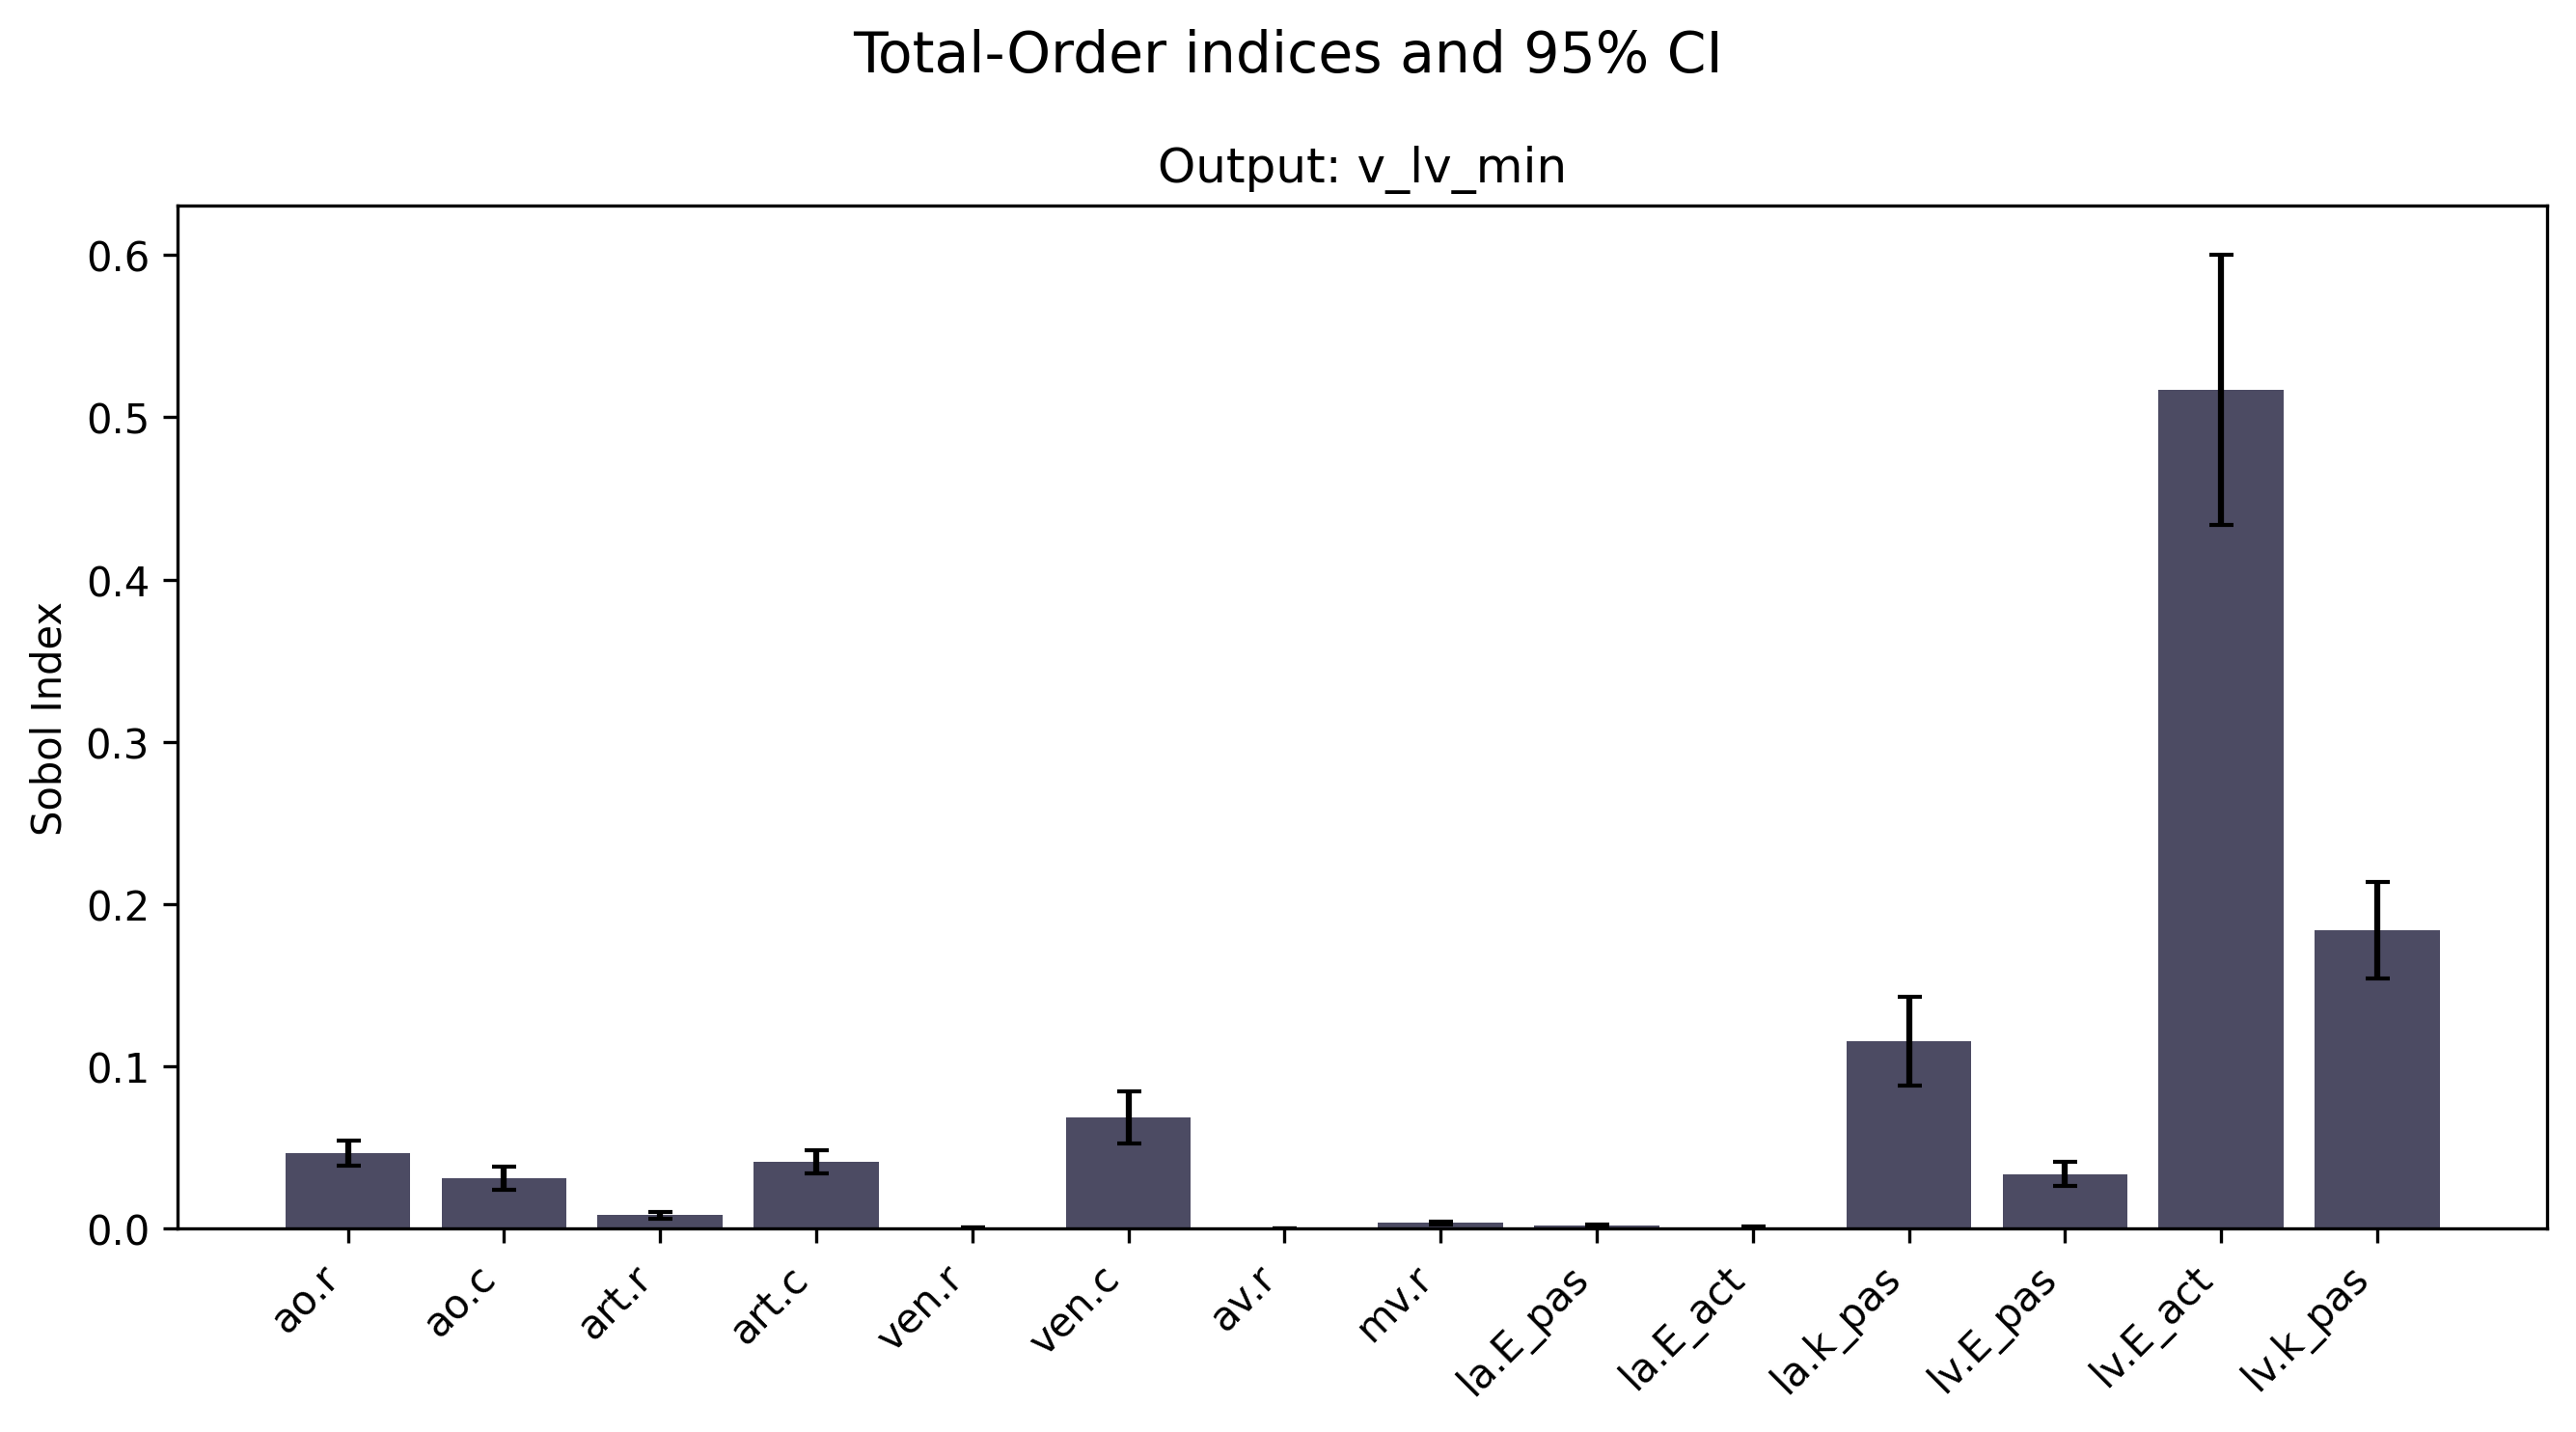 Total-Order indices and 95% CI
Output: v_lv_min
Sobol Index
0.6
0.5
0.4
0.3
0.2
0.1
0.0
ao.r
ao.c
art.r
art.c
ven.r
ven.c
av.r
mv.r
la.E_pas
la.E_act
la.k_pas
lv.E_pas
lv.E_act
lv.k_pas